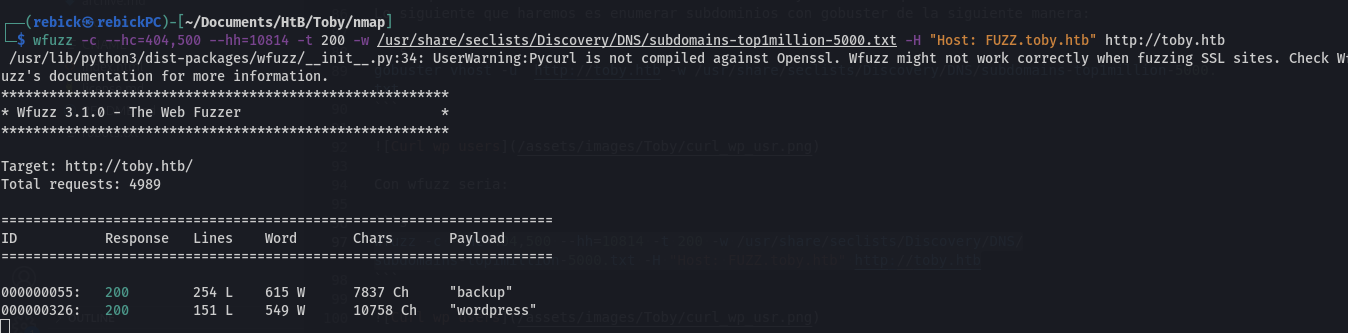 ┌──(rebick㉿rebickPC)-[~/Documents/HtB/Toby/nmap]
└─$ wfuzz -c --hc=404,500 --hh=10814 -t 200 -w /usr/share/seclists/Discovery/DNS/subdomains-top1million-5000.txt -H "Host: FUZZ.toby.htb" http://toby.htb
/usr/lib/python3/dist-packages/wfuzz/__init__.py:34: UserWarning:Pycurl is not compiled against Openssl. Wfuzz might not work correctly when fuzzing SSL sites. Check Wf
uzz's documentation for more information.
********************************************************
* Wfuzz 3.1.0 - The Web Fuzzer                         *
********************************************************
Target: http://toby.htb/
Total requests: 4989
=====================================================================
ID           Response   Lines    Word       Chars       Payload
=====================================================================
000000055:   200        254 L    615 W      7837 Ch     "backup"
000000326:   200        151 L    549 W      10758 Ch    "wordpress"